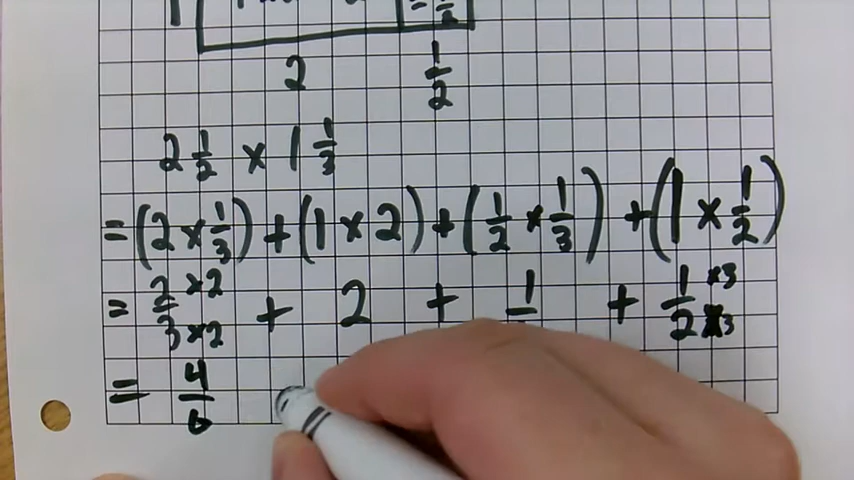 2 1/2
2 1/2 × 1 1/3
= (2 × 1/3) + (1 × 2) + (1/2 × 1/3) + (1 × 1/2)
= 2/3 ×2/×2 + 2 + 1/ + 1/2 ×3/×3
= 4/6